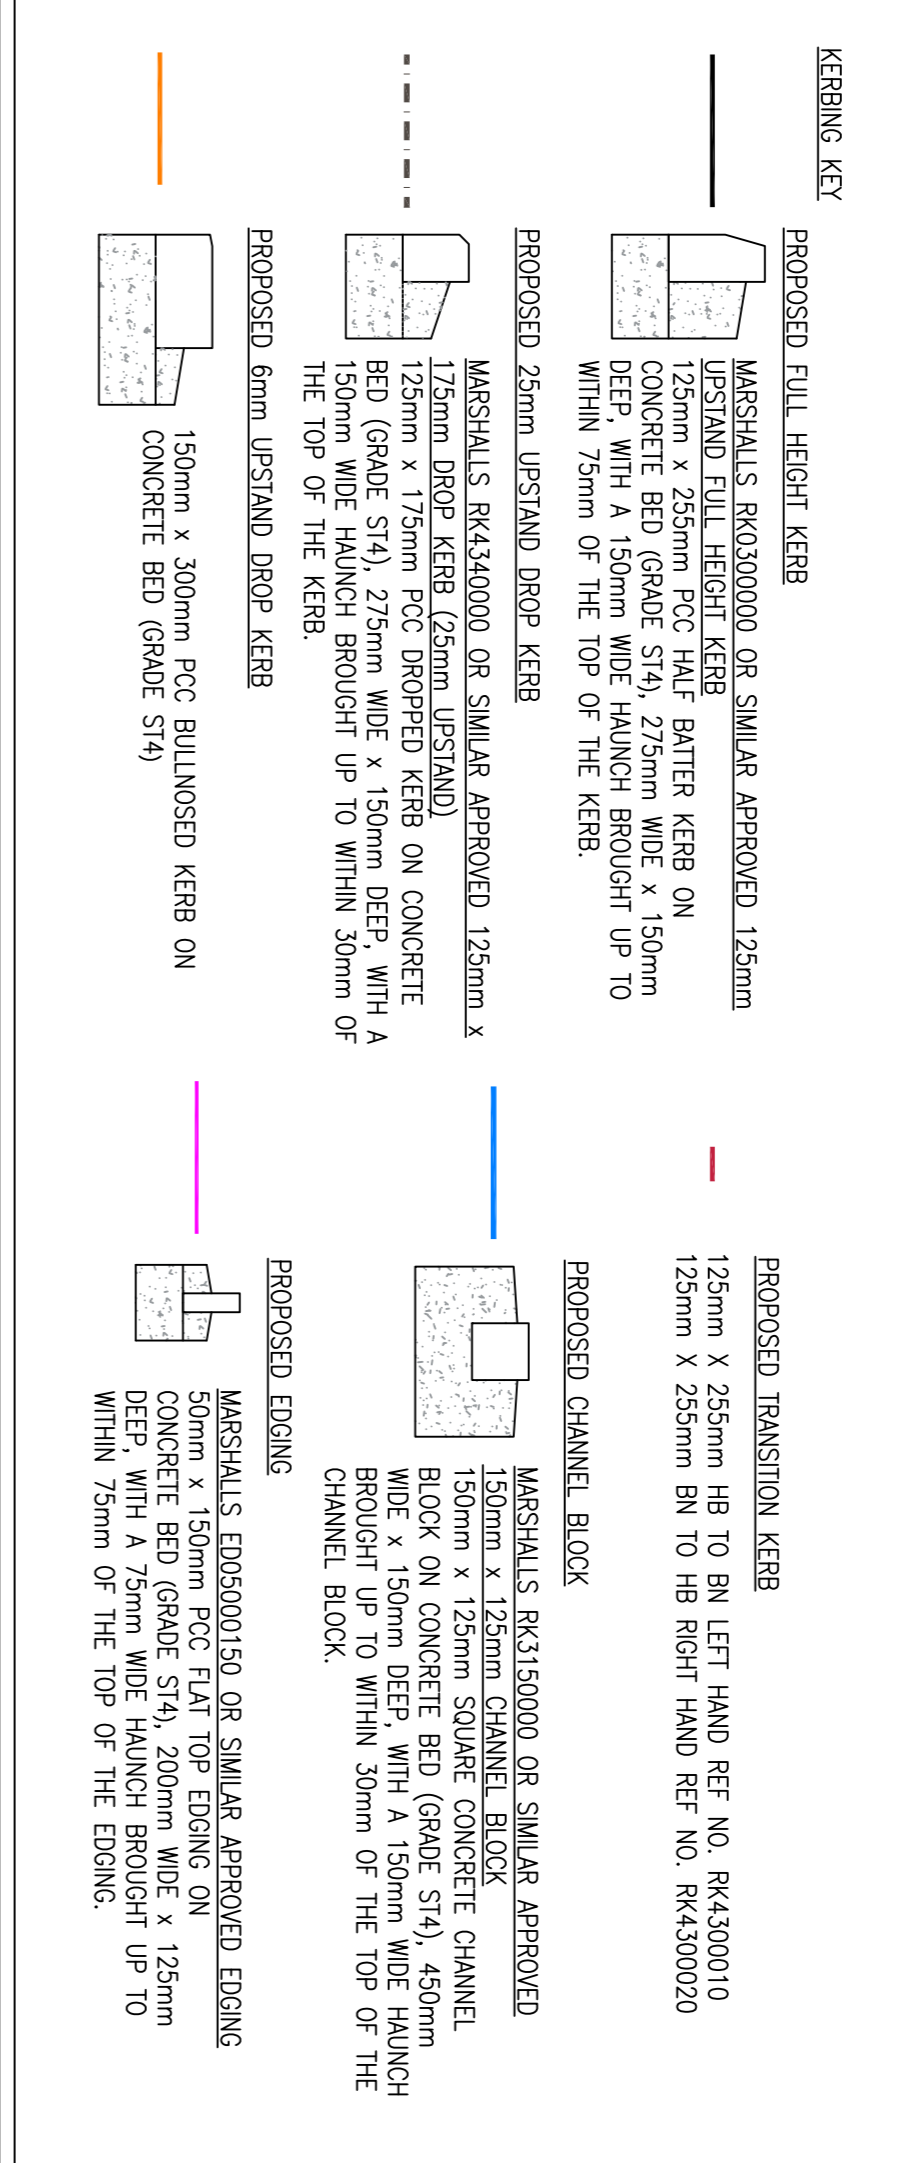 KERBING KEY
PROPOSED FULL HEIGHT KERB
MARSHALLS RK0300000 OR SIMILAR APPROVED 125mm
UPSTAND FULL HEIGHT KERB
125mm x 255mm PCC HALF BATTER KERB ON
CONCRETE BED (GRADE ST4), 275mm WIDE x 150mm
DEEP, WITH A 150mm WIDE HAUNCH BROUGHT UP TO
WITHIN 75mm OF THE TOP OF THE KERB.
PROPOSED 25mm UPSTAND DROP KERB
MARSHALLS RK4340000 OR SIMILAR APPROVED 125mm x
175mm DROP KERB (25mm UPSTAND)
125mm x 175mm PCC DROPPED KERB ON CONCRETE
BED (GRADE ST4), 275mm WIDE x 150mm DEEP, WITH A
150mm WIDE HAUNCH BROUGHT UP TO WITHIN 30mm OF
THE TOP OF THE KERB.
PROPOSED 6mm UPSTAND DROP KERB
150mm x 300mm PCC BULLNOSED KERB ON
CONCRETE BED (GRADE ST4)
PROPOSED TRANSITION KERB
125mm X 255mm HB TO BN LEFT HAND REF NO. RK4300010
125mm X 255mm BN TO HB RIGHT HAND REF NO. RK4300020
PROPOSED CHANNEL BLOCK
MARSHALLS RK3150000 OR SIMILAR APPROVED
150mm x 125mm CHANNEL BLOCK
150mm x 125mm SQUARE CONCRETE CHANNEL
BLOCK ON CONCRETE BED (GRADE ST4), 450mm
WIDE x 150mm DEEP, WITH A 150mm WIDE HAUNCH
BROUGHT UP TO WITHIN 30mm OF THE TOP OF THE
CHANNEL BLOCK.
PROPOSED EDGING
MARSHALLS ED05000150 OR SIMILAR APPROVED EDGING
50mm x 150mm PCC FLAT TOP EDGING ON
CONCRETE BED (GRADE ST4), 200mm WIDE x 125mm
DEEP, WITH A 75mm WIDE HAUNCH BROUGHT UP TO
WITHIN 75mm OF THE TOP OF THE EDGING.